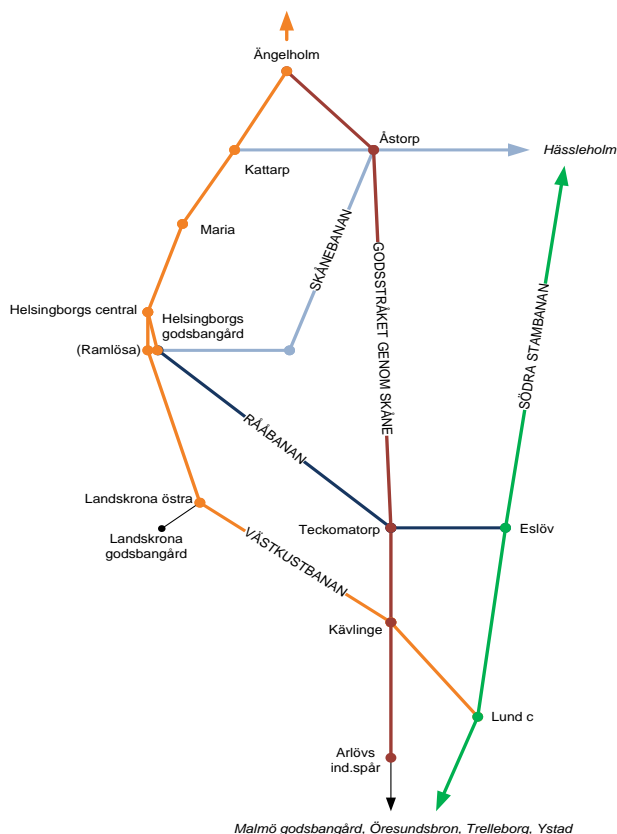 Ängelholm
Åstorp
Hässleholm
Kattarp
Maria
SKÅNEBANAN
GODSSTRÅKET GENOM SKÅNE
SÖDRA STAMBANAN
Helsingborgs central
Helsingborgs
godsbangård
(Ramlösa)
RÅÅBANAN
Landskrona östra
Landskrona
godsbangård
VÄSTKUSTBANAN
Teckomatorp
Eslöv
Kävlinge
Lund c
Arlövs
ind.spår
Malmö godsbangård, Öresundsbron, Trelleborg, Ystad